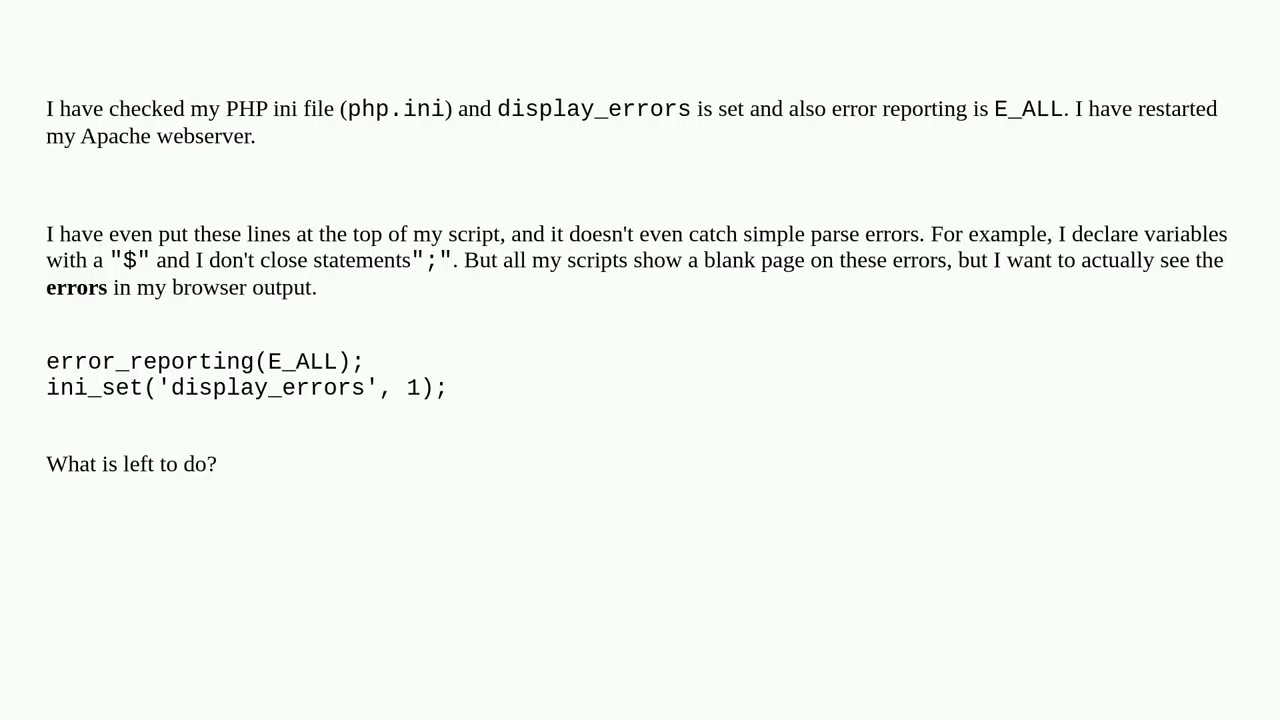 I have checked my PHP ini file (php.ini) and display_errors is set and also error reporting is E_ALL. I have restarted
my Apache webserver.
I have even put these lines at the top of my script, and it doesn't even catch simple parse errors. For example, I declare variables
with a "$" and I don't close statements";". But all my scripts show a blank page on these errors, but I want to actually see the
errors in my browser output.
error_reporting(E_ALL);
ini_set('display_errors', 1);
What is left to do?